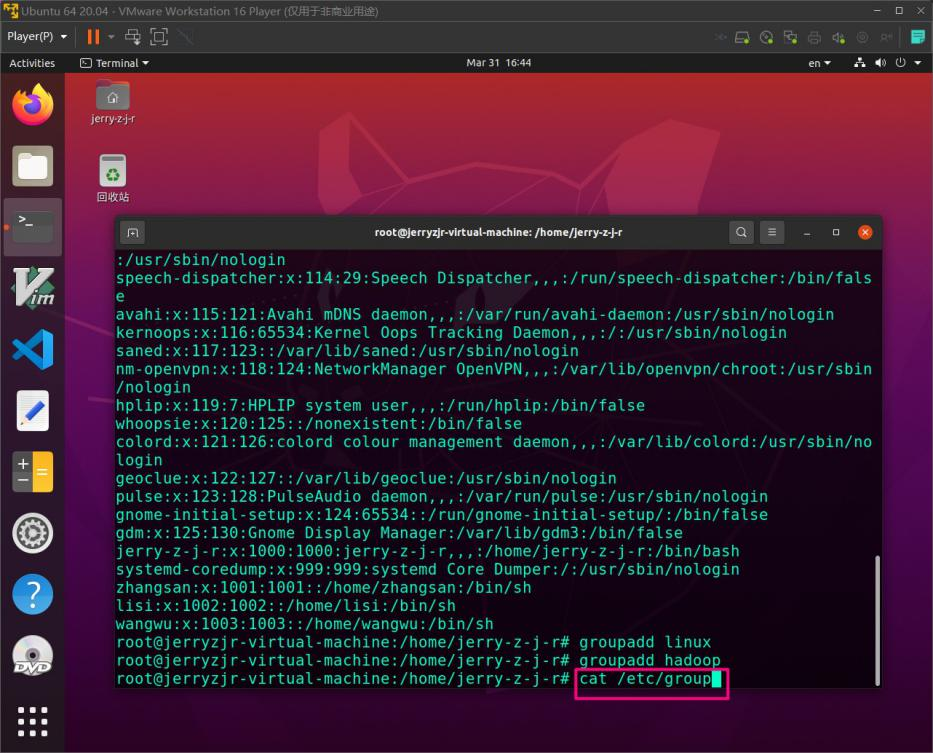 Ubuntu 64 20.04 - VMware Workstation 16 Player (仅用于非商业用途)
Player(P)
Activities
Terminal
Mar 31 16:44
en
jerry-z-j-r
回收站
root@jerryzjr-virtual-machine: /home/jerry-z-j-r
:/usr/sbin/nologin
speech-dispatcher:x:114:29:Speech Dispatcher,,,:/run/speech-dispatcher:/bin/fals
e
avahi:x:115:121:Avahi mDNS daemon,,,:/var/run/avahi-daemon:/usr/sbin/nologin
kernoops:x:116:65534:Kernel Oops Tracking Daemon,,,:/:/usr/sbin/nologin
saned:x:117:123::/var/lib/saned:/usr/sbin/nologin
nm-openvpn:x:118:124:NetworkManager OpenVPN,,,:/var/lib/openvpn/chroot:/usr/sbin
/nologin
hplip:x:119:7:HPLIP system user,,,:/run/hplip:/bin/false
whoopsie:x:120:125::/nonexistent:/bin/false
colord:x:121:126:colord colour management daemon,,,:/var/lib/colord:/usr/sbin/no
login
geoclue:x:122:127::/var/lib/geoclue:/usr/sbin/nologin
pulse:x:123:128:PulseAudio daemon,,,:/var/run/pulse:/usr/sbin/nologin
gnome-initial-setup:x:124:65534::/run/gnome-initial-setup/:/bin/false
gdm:x:125:130:Gnome Display Manager:/var/lib/gdm3:/bin/false
jerry-z-j-r:x:1000:1000:jerry-z-j-r,,,:/home/jerry-z-j-r:/bin/bash
systemd-coredump:x:999:999:systemd Core Dumper:/:/usr/sbin/nologin
zhangsan:x:1001:1001::/home/zhangsan:/bin/sh
lisi:x:1002:1002::/home/lisi:/bin/sh
wangwu:x:1003:1003::/home/wangwu:/bin/sh
root@jerryzjr-virtual-machine:/home/jerry-z-j-r# groupadd linux
root@jerryzjr-virtual-machine:/home/jerry-z-j-r# groupadd hadoop
root@jerryzjr-virtual-machine:/home/jerry-z-j-r# cat /etc/group
Vim
DVD